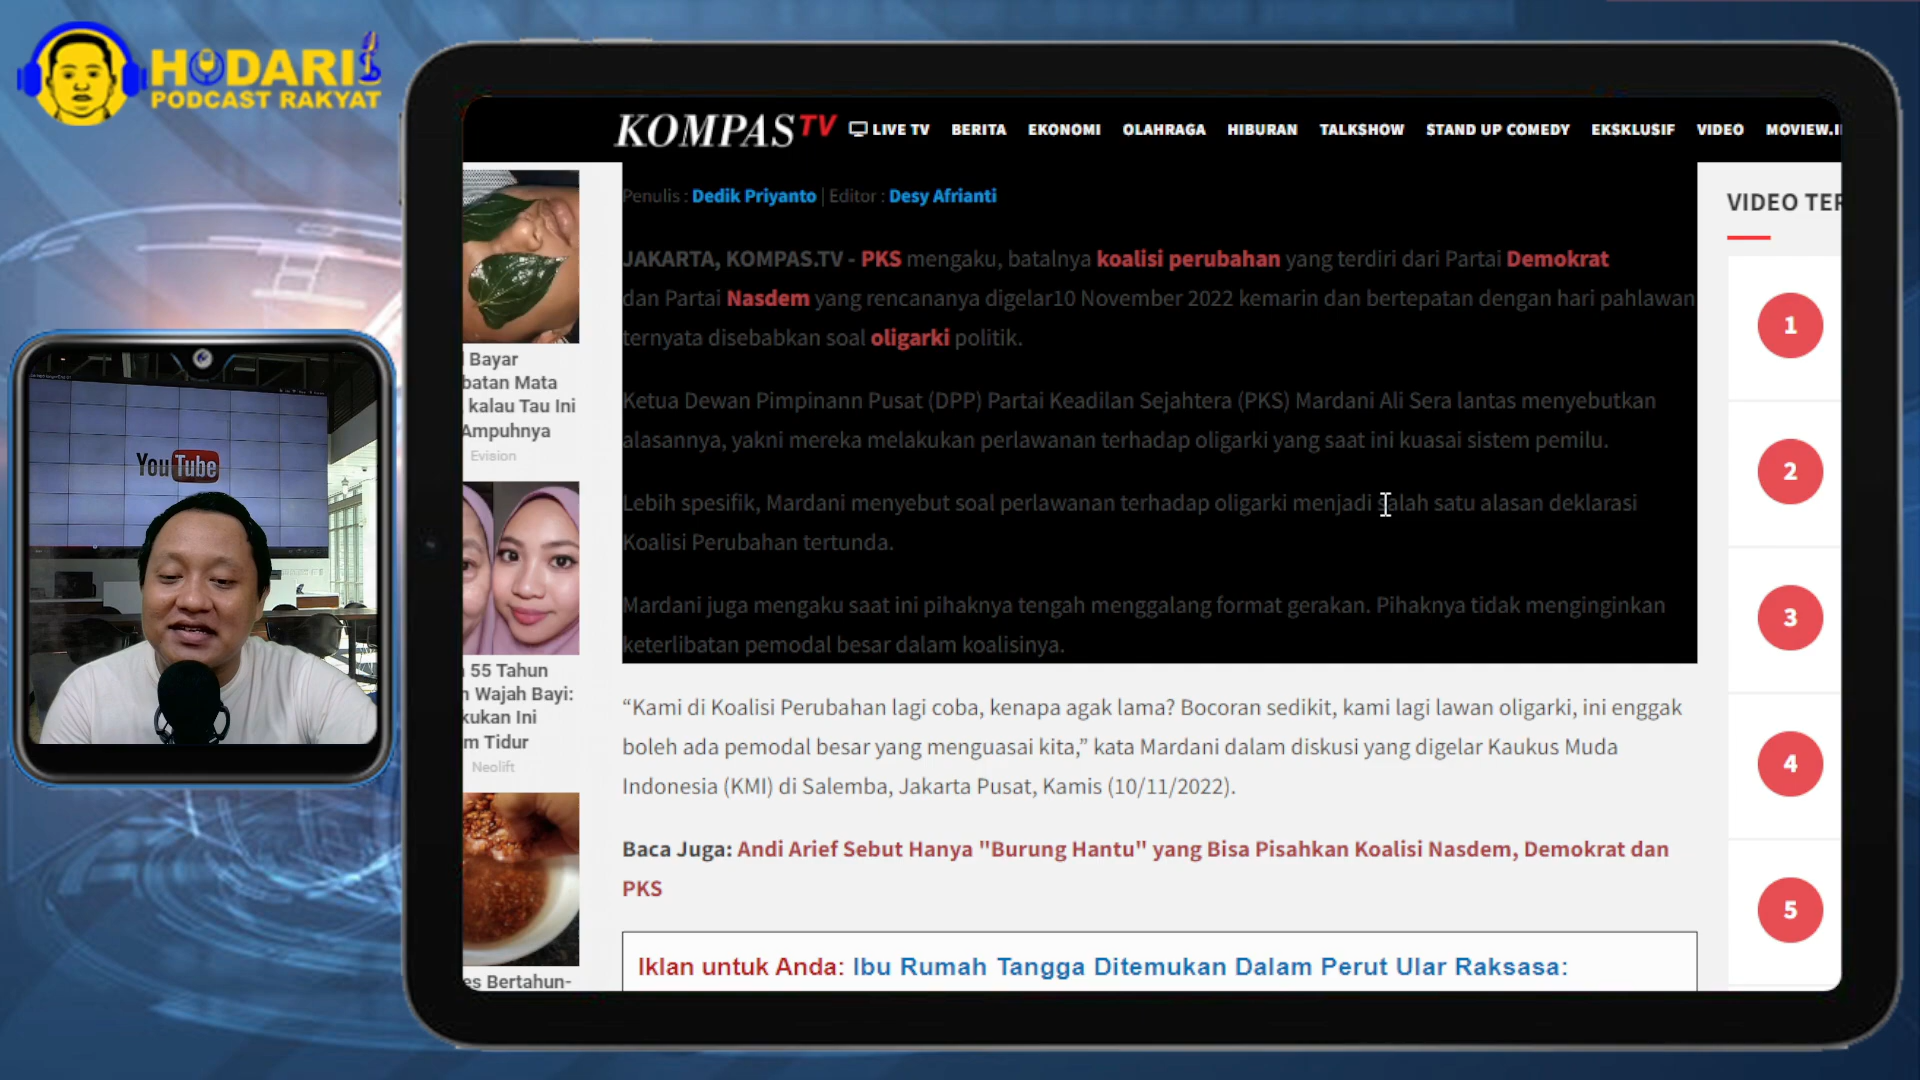 HODARI
PODCAST RAKYAT
YouTube
KOMPASTV
LIVE TV BERITA EKONOMI OLAHRAGA HIBURAN TALKSHOW STAND UP COMEDY EKSKLUSIF VIDEO MOVIEW.I
Penulis : Dedik Priyanto | Editor : Desy Afrianti
JAKARTA, KOMPAS.TV - PKS mengaku, batalnya koalisi perubahan yang terdiri dari Partai Demokrat
dan Partai Nasdem yang rencananya digelar10 November 2022 kemarin dan bertepatan dengan hari pahlawan
ternyata disebabkan soal oligarki politik.
Ketua Dewan Pimpinann Pusat (DPP) Partai Keadilan Sejahtera (PKS) Mardani Ali Sera lantas menyebutkan
alasannya, yakni mereka melakukan perlawanan terhadap oligarki yang saat ini kuasai sistem pemilu.
Lebih spesifik, Mardani menyebut soal perlawanan terhadap oligarki menjadi salah satu alasan deklarasi
Koalisi Perubahan tertunda.
Mardani juga mengaku saat ini pihaknya tengah menggalang format gerakan. Pihaknya tidak menginginkan
keterlibatan pemodal besar dalam koalisinya.
“Kami di Koalisi Perubahan lagi coba, kenapa agak lama? Bocoran sedikit, kami lagi lawan oligarki, ini enggak
boleh ada pemodal besar yang menguasai kita,” kata Mardani dalam diskusi yang digelar Kaukus Muda
Indonesia (KMI) di Salemba, Jakarta Pusat, Kamis (10/11/2022).
Baca Juga: Andi Arief Sebut Hanya "Burung Hantu" yang Bisa Pisahkan Koalisi Nasdem, Demokrat dan
PKS
Iklan untuk Anda: Ibu Rumah Tangga Ditemukan Dalam Perut Ular Raksasa:
Bayar
batan Mata
kalau Tau Ini
Ampuhnya
Evision
55 Tahun
n Wajah Bayi:
kukan Ini
m Tidur
Neolift
es Bertahun-
VIDEO TER
1
2
3
4
5